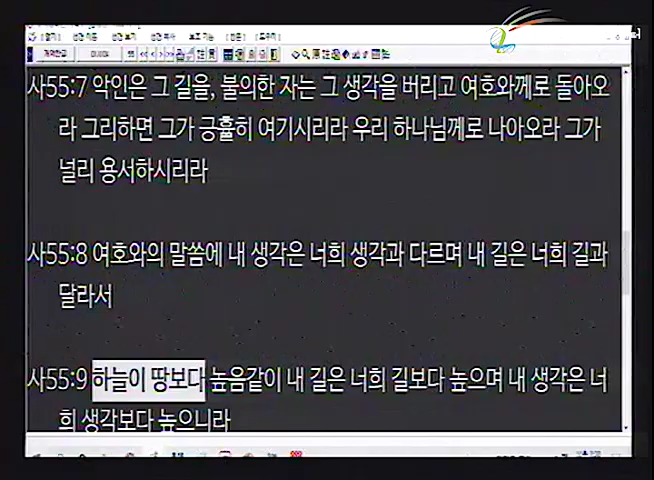 사55:7 악인은 그 길을, 불의한 자는 그 생각을 버리고 여호와께로 돌아오
라 그리하면 그가 긍휼히 여기시리라 우리 하나님께로 나아오라 그가
널리 용서하시리라
사55:8 여호와의 말씀에 내 생각은 너희 생각과 다르며 내 길은 너희 길과
달라서
사55:9 하늘이 땅보다 높음같이 내 길은 너희 길보다 높으며 내 생각은 너
희 생각보다 높으니라